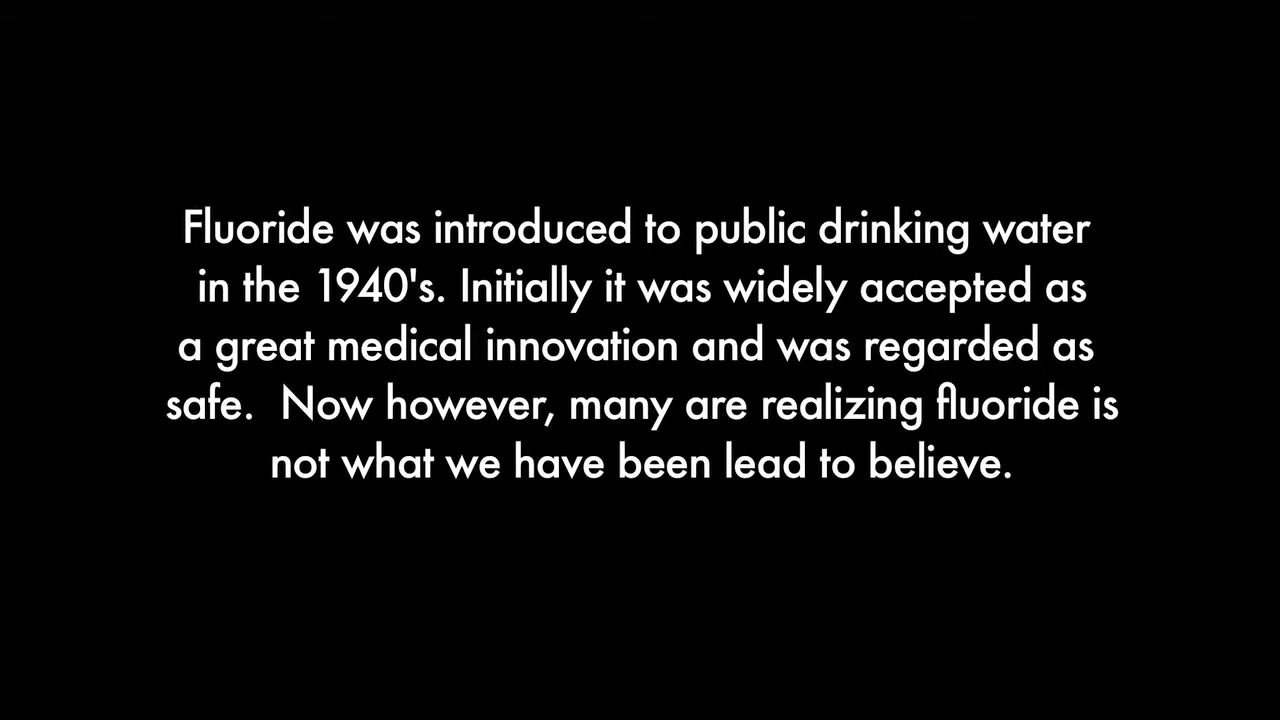 Fluoride was introduced to public drinking water
in the 1940's. Initially it was widely accepted as
a great medical innovation and was regarded as
safe.  Now however, many are realizing fluoride is
not what we have been lead to believe.